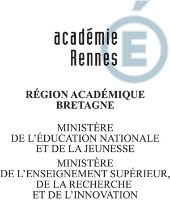 académie
Rennes
É
RÉGION ACADÉMIQUE
BRETAGNE
MINISTÈRE
DE L'ÉDUCATION NATIONALE
ET DE LA JEUNESSE
MINISTÈRE
DE L'ENSEIGNEMENT SUPÉRIEUR,
DE LA RECHERCHE
ET DE L'INNOVATION